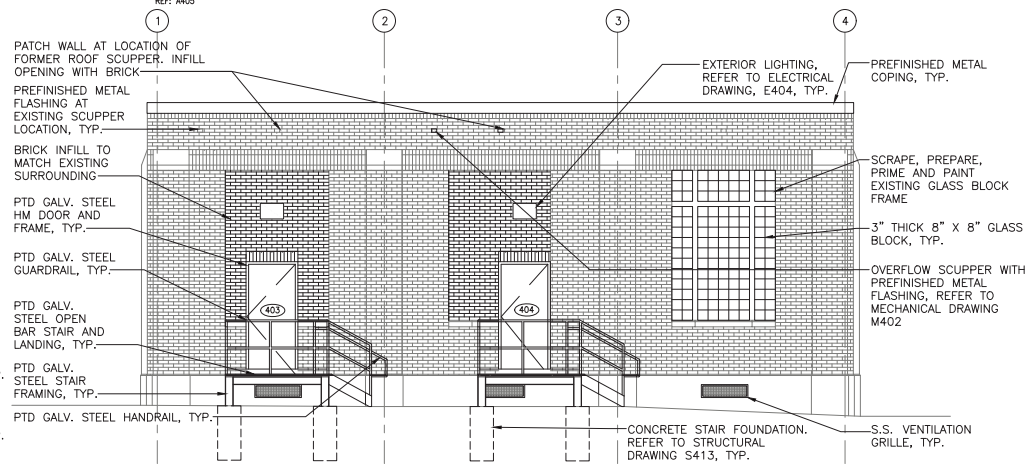 REF: A405
1
2
3
4
PATCH WALL AT LOCATION OF
FORMER ROOF SCUPPER. INFILL
OPENING WITH BRICK
PREFINISHED METAL
FLASHING AT
EXISTING SCUPPER
LOCATION, TYP.
BRICK INFILL TO
MATCH EXISTING
SURROUNDING
PTD GALV. STEEL
HM DOOR AND
FRAME, TYP.
PTD GALV. STEEL
GUARDRAIL, TYP.
PTD GALV.
STEEL OPEN
BAR STAIR AND
LANDING, TYP.
PTD GALV.
STEEL STAIR
FRAMING, TYP.
PTD GALV. STEEL HANDRAIL, TYP.
403
404
EXTERIOR LIGHTING,
REFER TO ELECTRICAL
DRAWING, E404, TYP.
PREFINISHED METAL
COPING, TYP.
SCRAPE, PREPARE,
PRIME AND PAINT
EXISTING GLASS BLOCK
FRAME
3" THICK 8" X 8" GLASS
BLOCK, TYP.
OVERFLOW SCUPPER WITH
PREFINISHED METAL
FLASHING, REFER TO
MECHANICAL DRAWING
M402
CONCRETE STAIR FOUNDATION.
REFER TO STRUCTURAL
DRAWING S413, TYP.
S.S. VENTILATION
GRILLE, TYP.